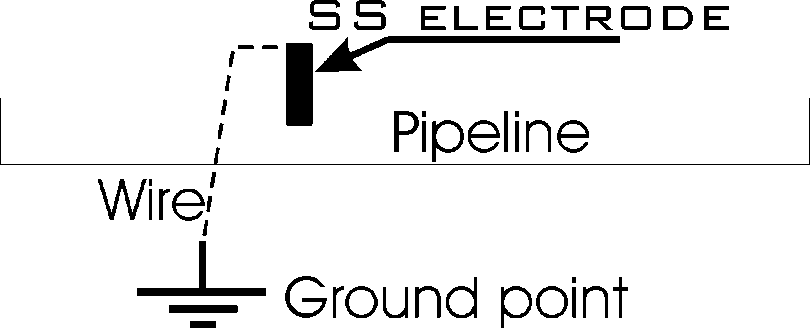 SS ELECTRODE
Pipeline
Wire
Ground point